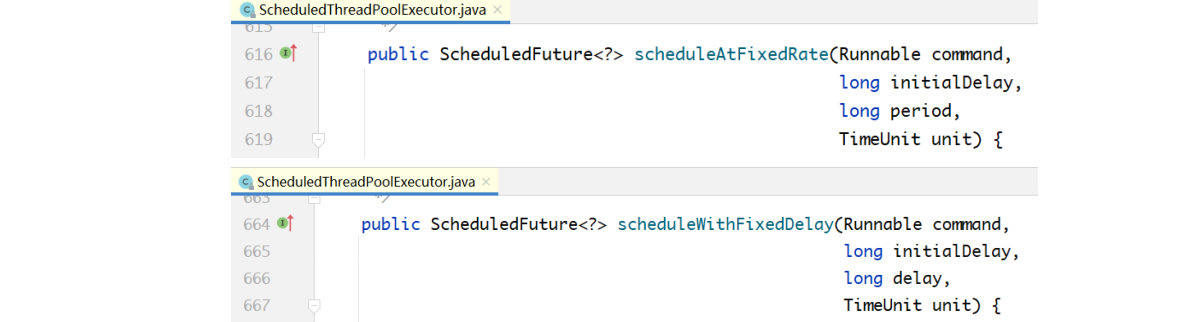 ScheduledThreadPoolExecutor.java ×
615 */
616 public ScheduledFuture<?> scheduleAtFixedRate(Runnable command,
617 long initialDelay,
618 long period,
619 TimeUnit unit) {
ScheduledThreadPoolExecutor.java ×
663 */
664 public ScheduledFuture<?> scheduleWithFixedDelay(Runnable command,
665 long initialDelay,
666 long delay,
667 TimeUnit unit) {